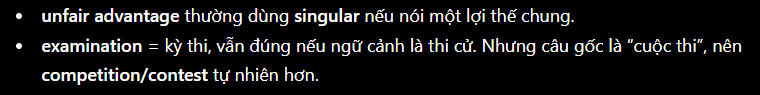 • unfair advantage thường dùng singular nếu nói một lợi thế chung.
• examination = kỳ thi, vẫn đúng nếu ngữ cảnh là thi cử. Nhưng câu gốc là "cuộc thi", nên
competition/contest tự nhiên hơn.